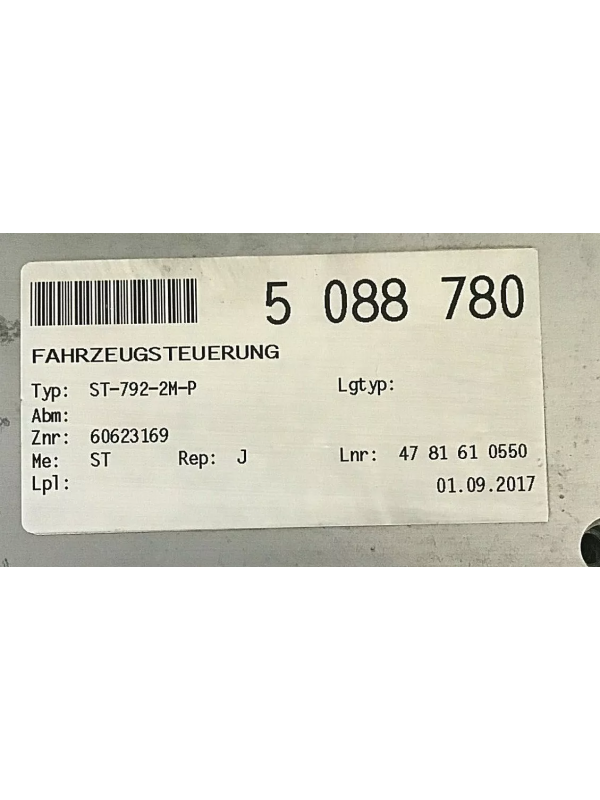 5 088 780
FAHRZEUGSTEUERUNG
Typ: ST-792-2M-P Lgtyp:
Abm:
Znr: 60623169
Me: ST Rep: J Lnr: 47 81 61 0550
Lpl: 01.09.2017